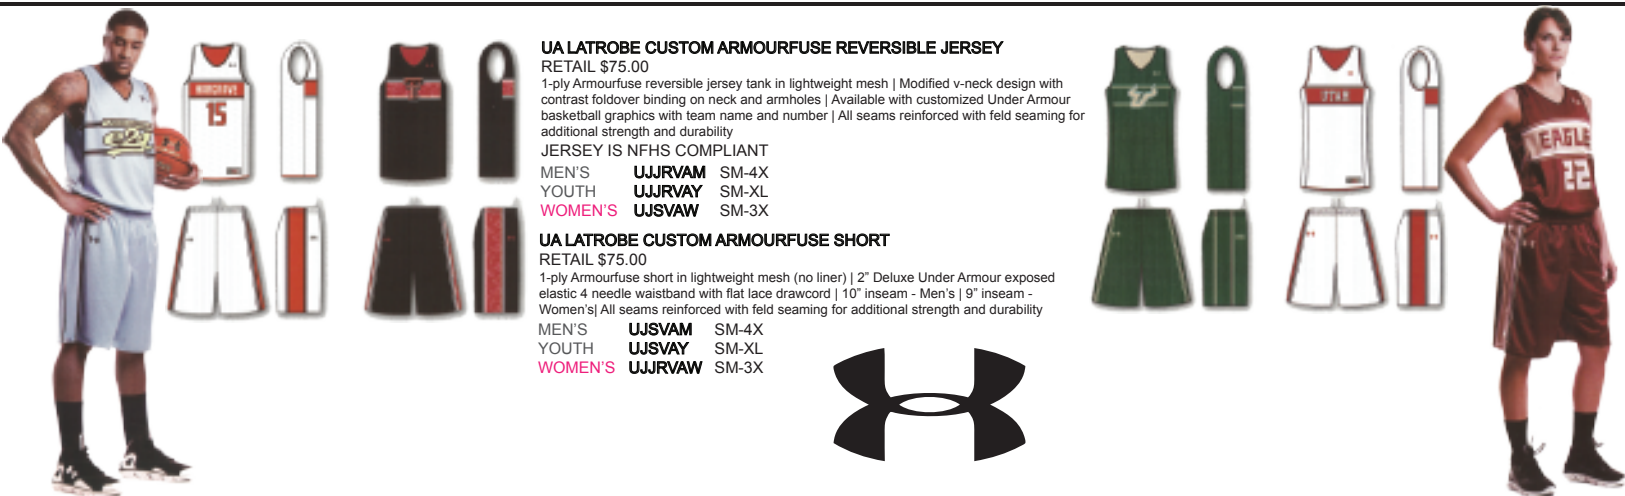 UA LATROBE CUSTOM ARMOURFUSE REVERSIBLE JERSEY
RETAIL $75.00
1-ply Armourfuse reversible jersey tank in lightweight mesh | Modified v-neck design with
contrast foldover binding on neck and armholes | Available with customized Under Armour
basketball graphics with team name and number | All seams reinforced with feld seaming for
additional strength and durability
JERSEY IS NFHS COMPLIANT
MEN'S UJJRVAM SM-4X
YOUTH UJJRVAY SM-XL
WOMEN'S UJSVAW SM-3X
UA LATROBE CUSTOM ARMOURFUSE SHORT
RETAIL $75.00
1-ply Armourfuse short in lightweight mesh (no liner) | 2” Deluxe Under Armour exposed
elastic 4 needle waistband with flat lace drawcord | 10” inseam - Men’s | 9” inseam -
Women’s| All seams reinforced with feld seaming for additional strength and durability
MEN'S UJSVAM SM-4X
YOUTH UJSVAY SM-XL
WOMEN'S UJJRVAW SM-3X
15
UTAH
EAGLE
22